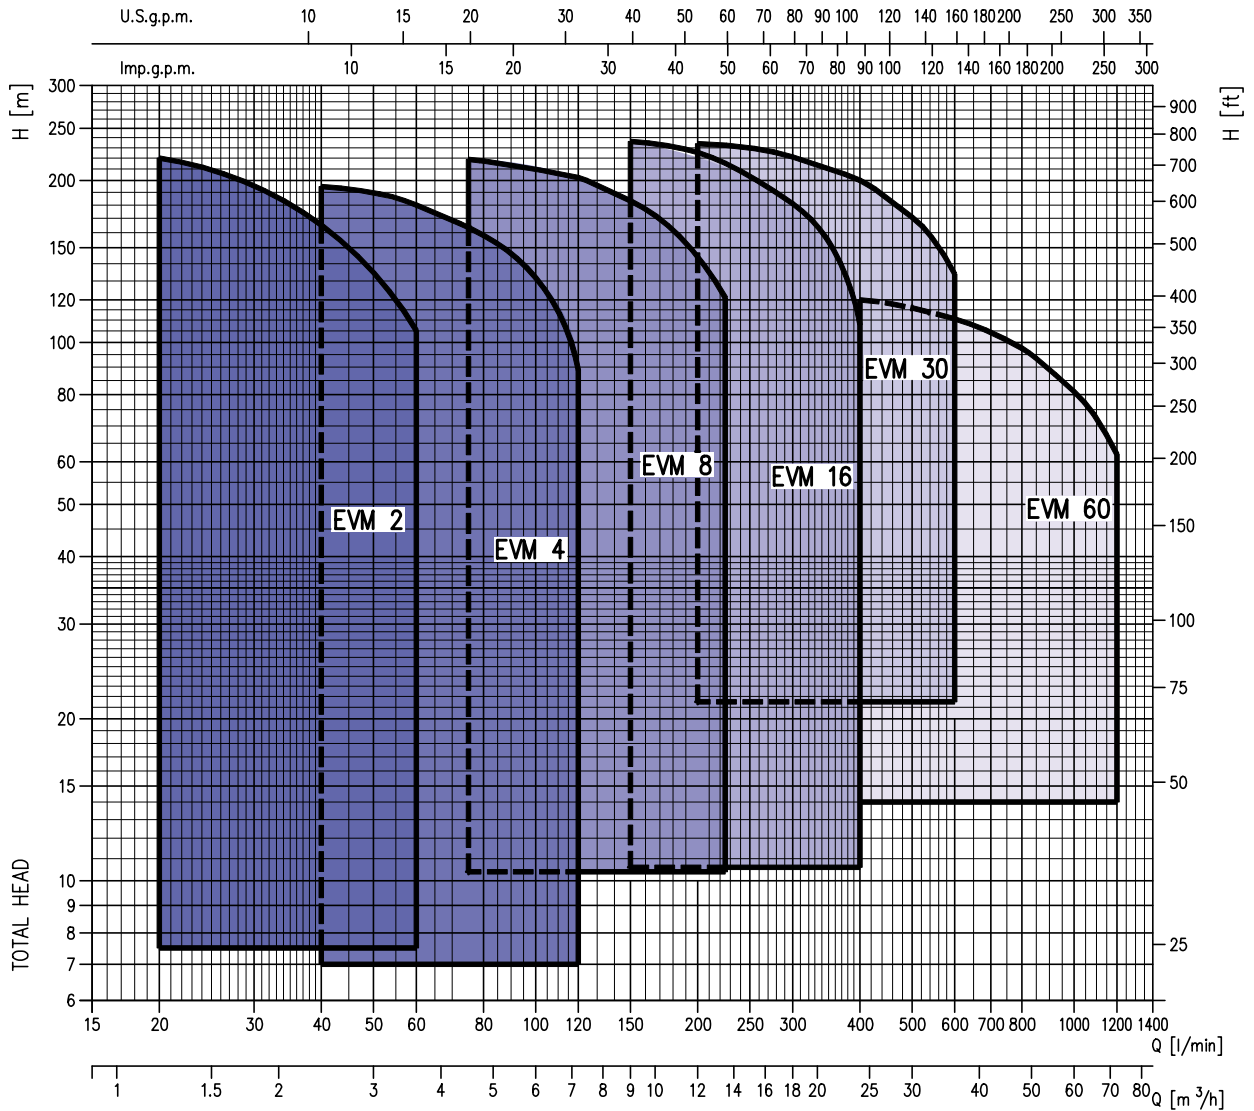 U.S.g.p.m. 10 15 20 30 40 50 60 70 80 90 100 120 140 160 180 200 250 300 350
Imp.g.p.m. 10 15 20 30 40 50 60 70 80 90 100 120 140 160 180 200 250 300
H [m]
H [ft]
300
250
200
150
120
100
80
60
50
40
30
20
15
10
9
8
7
6
900
800
700
600
500
400
350
300
250
200
150
100
75
50
25
EVM 30
EVM 8
EVM 16
EVM 60
EVM 2
EVM 4
TOTAL HEAD
15 20 30 40 50 60 80 100 120 150 200 250 300 400 500 600 700 800 1000 1200 1400
Q [l/min]
1 1.5 2 3 4 5 6 7 8 9 10 12 14 16 18 20 25 30 40 50 60 70 80
Q [m³/h]